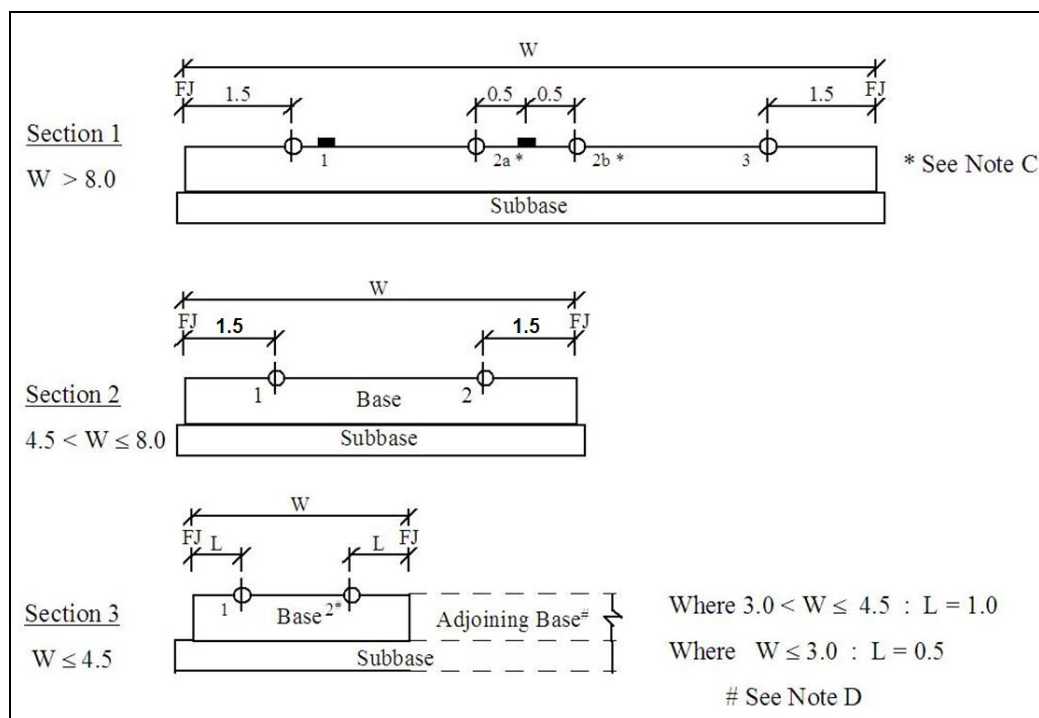 W
FJ
FJ
1.5
0.5
0.5
1.5
Section 1
W > 8.0
1
2a *
2b *
3
* See Note C
Subbase
W
FJ
FJ
1.5
1.5
Section 2
4.5 < W ≤ 8.0
1
Base
2
Subbase
W
FJ
FJ
L
L
Section 3
W ≤ 4.5
1
Base
2#
Adjoining Base#
Subbase
Where 3.0 < W ≤ 4.5 : L = 1.0
Where W ≤ 3.0 : L = 0.5
# See Note D